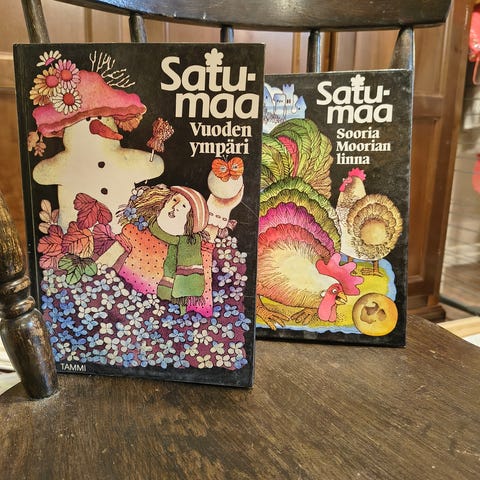 Satu-
maa
Vuoden
ympäri
TAMMI
Satu-
maa
Sooria
Moorian
linna